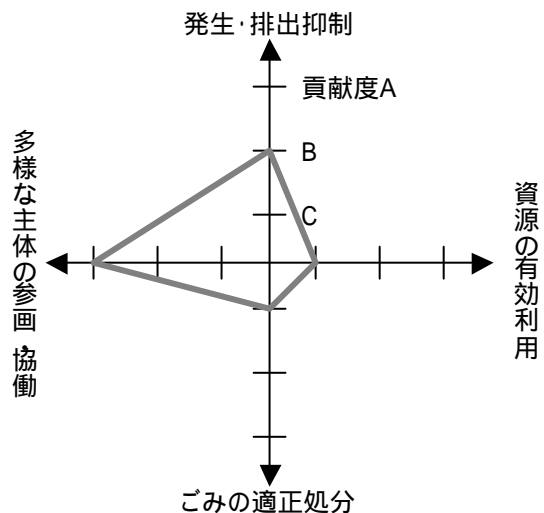 発生・排出抑制
貢献度A
B
C
多様な主体の参画・協働
資源の有効利用
ごみの適正処分